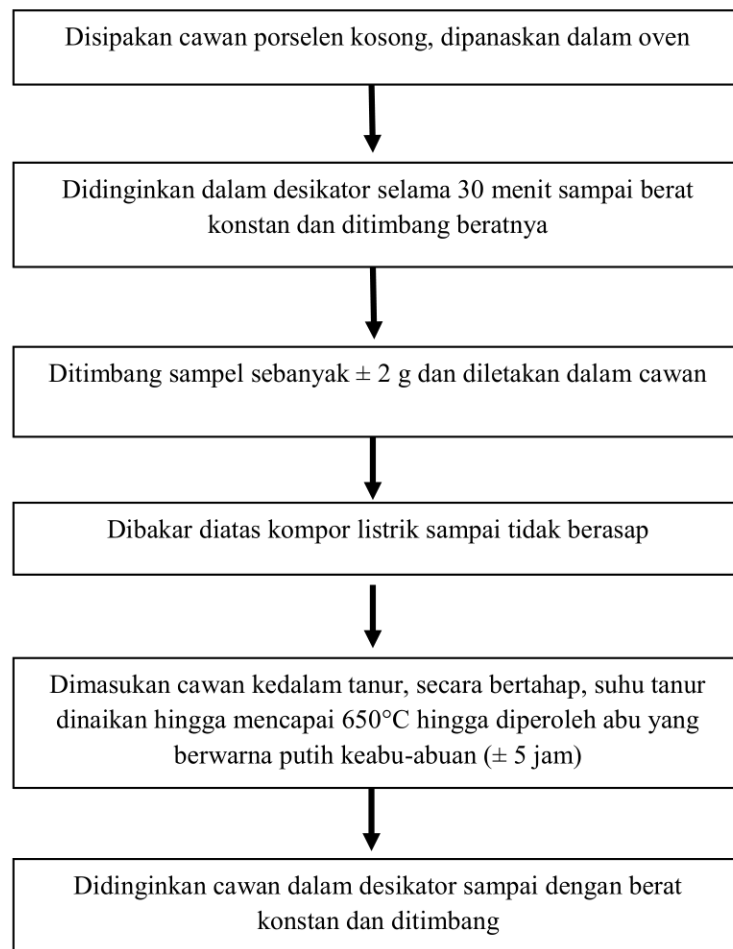 Disipakan cawan porselen kosong, dipanaskan dalam oven
Didinginkan dalam desikator selama 30 menit sampai berat
konstan dan ditimbang beratnya
Ditimbang sampel sebanyak ± 2 g dan diletakan dalam cawan
Dibakar diatas kompor listrik sampai tidak berasap
Dimasukan cawan kedalam tanur, secara bertahap, suhu tanur
dinaikan hingga mencapai 650°C hingga diperoleh abu yang
berwarna putih keabu-abuan (± 5 jam)
Didinginkan cawan dalam desikator sampai dengan berat
konstan dan ditimbang